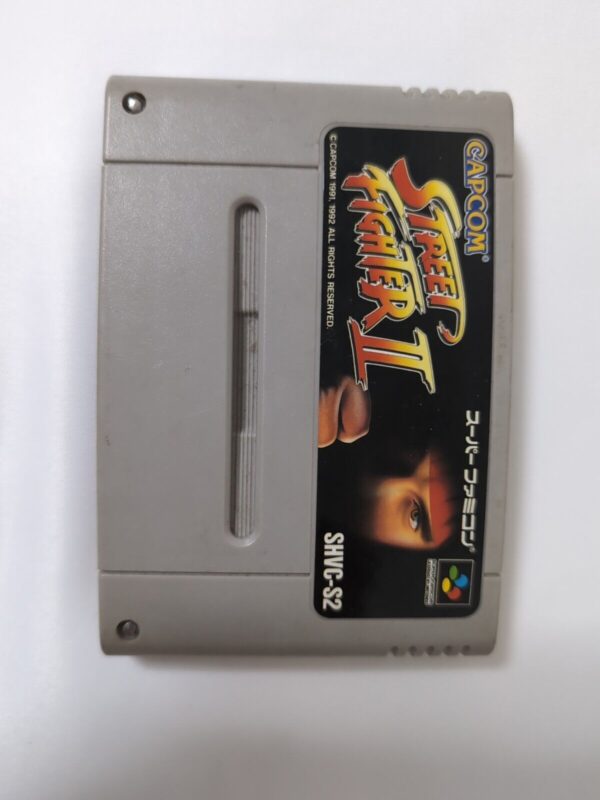 CAPCOM®
STREET
FIGHTER II
©CAPCOM 1991, 1992 ALL RIGHTS RESERVED.
スーパーファミコン®
SHVC-S2